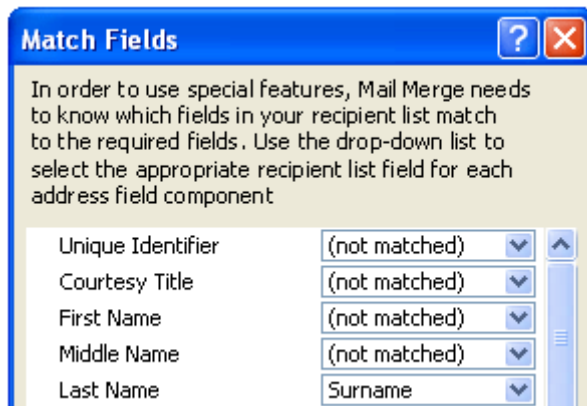 Match Fields
In order to use special features, Mail Merge needs
to know which fields in your recipient list match
to the required fields. Use the drop-down list to
select the appropriate recipient list field for each
address field component
Unique Identifier (not matched)
Courtesy Title (not matched)
First Name (not matched)
Middle Name (not matched)
Last Name Surname